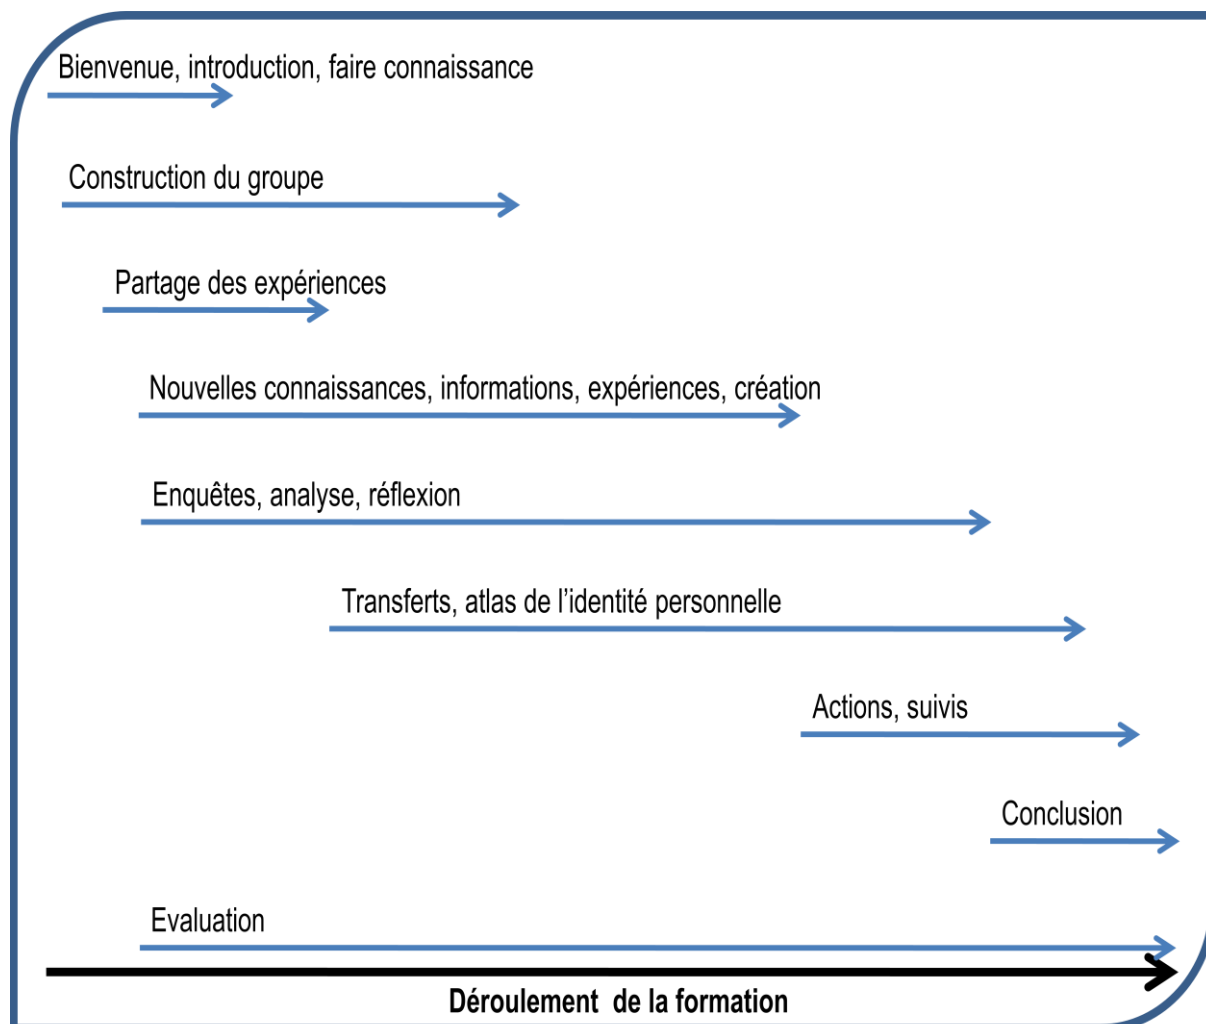 Bienvenue, introduction, faire connaissance
Construction du groupe
Partage des expériences
Nouvelles connaissances, informations, expériences, création
Enquêtes, analyse, réflexion
Transferts, atlas de l’identité personnelle
Actions, suivis
Conclusion
Evaluation
Déroulement de la formation